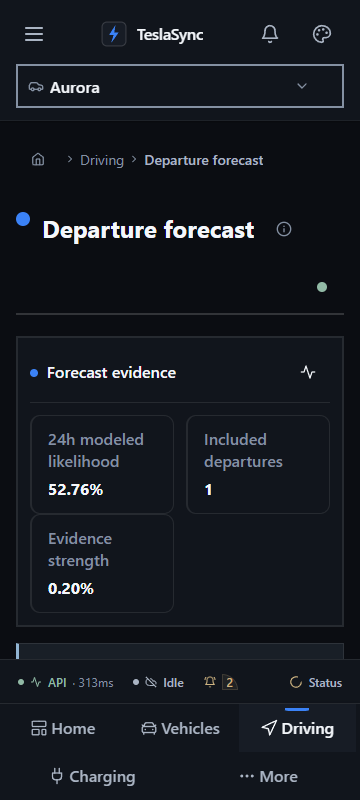 TeslaSync
Aurora
Driving
Departure forecast
Departure forecast
Forecast evidence
24h modeled likelihood
52.76%
Included departures
1
Evidence strength
0.20%
API · 313ms
Idle
2
Status
Home
Vehicles
Driving
Charging
More